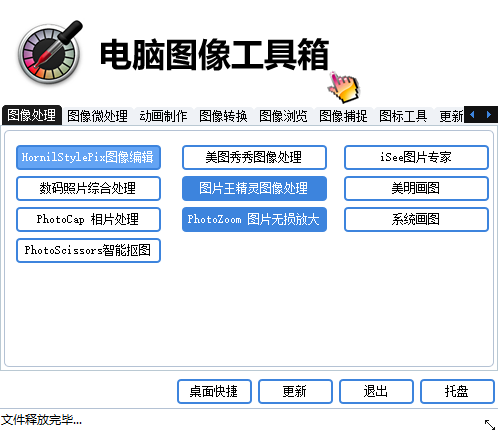 电脑图像工具箱
图像处理 图像微处理 动画制作 图像转换 图像浏览 图像捕捉 图标工具 更新
HornilStylePix图像编辑 美图秀秀图像处理 iSee图片专家
数码照片综合处理 图片王精灵图像处理 美明画图
PhotoCap 相片处理 PhotoZoom 图片无损放大 系统画图
PhotoScissors智能抠图
桌面快捷 更新 退出 托盘
文件释放完毕...